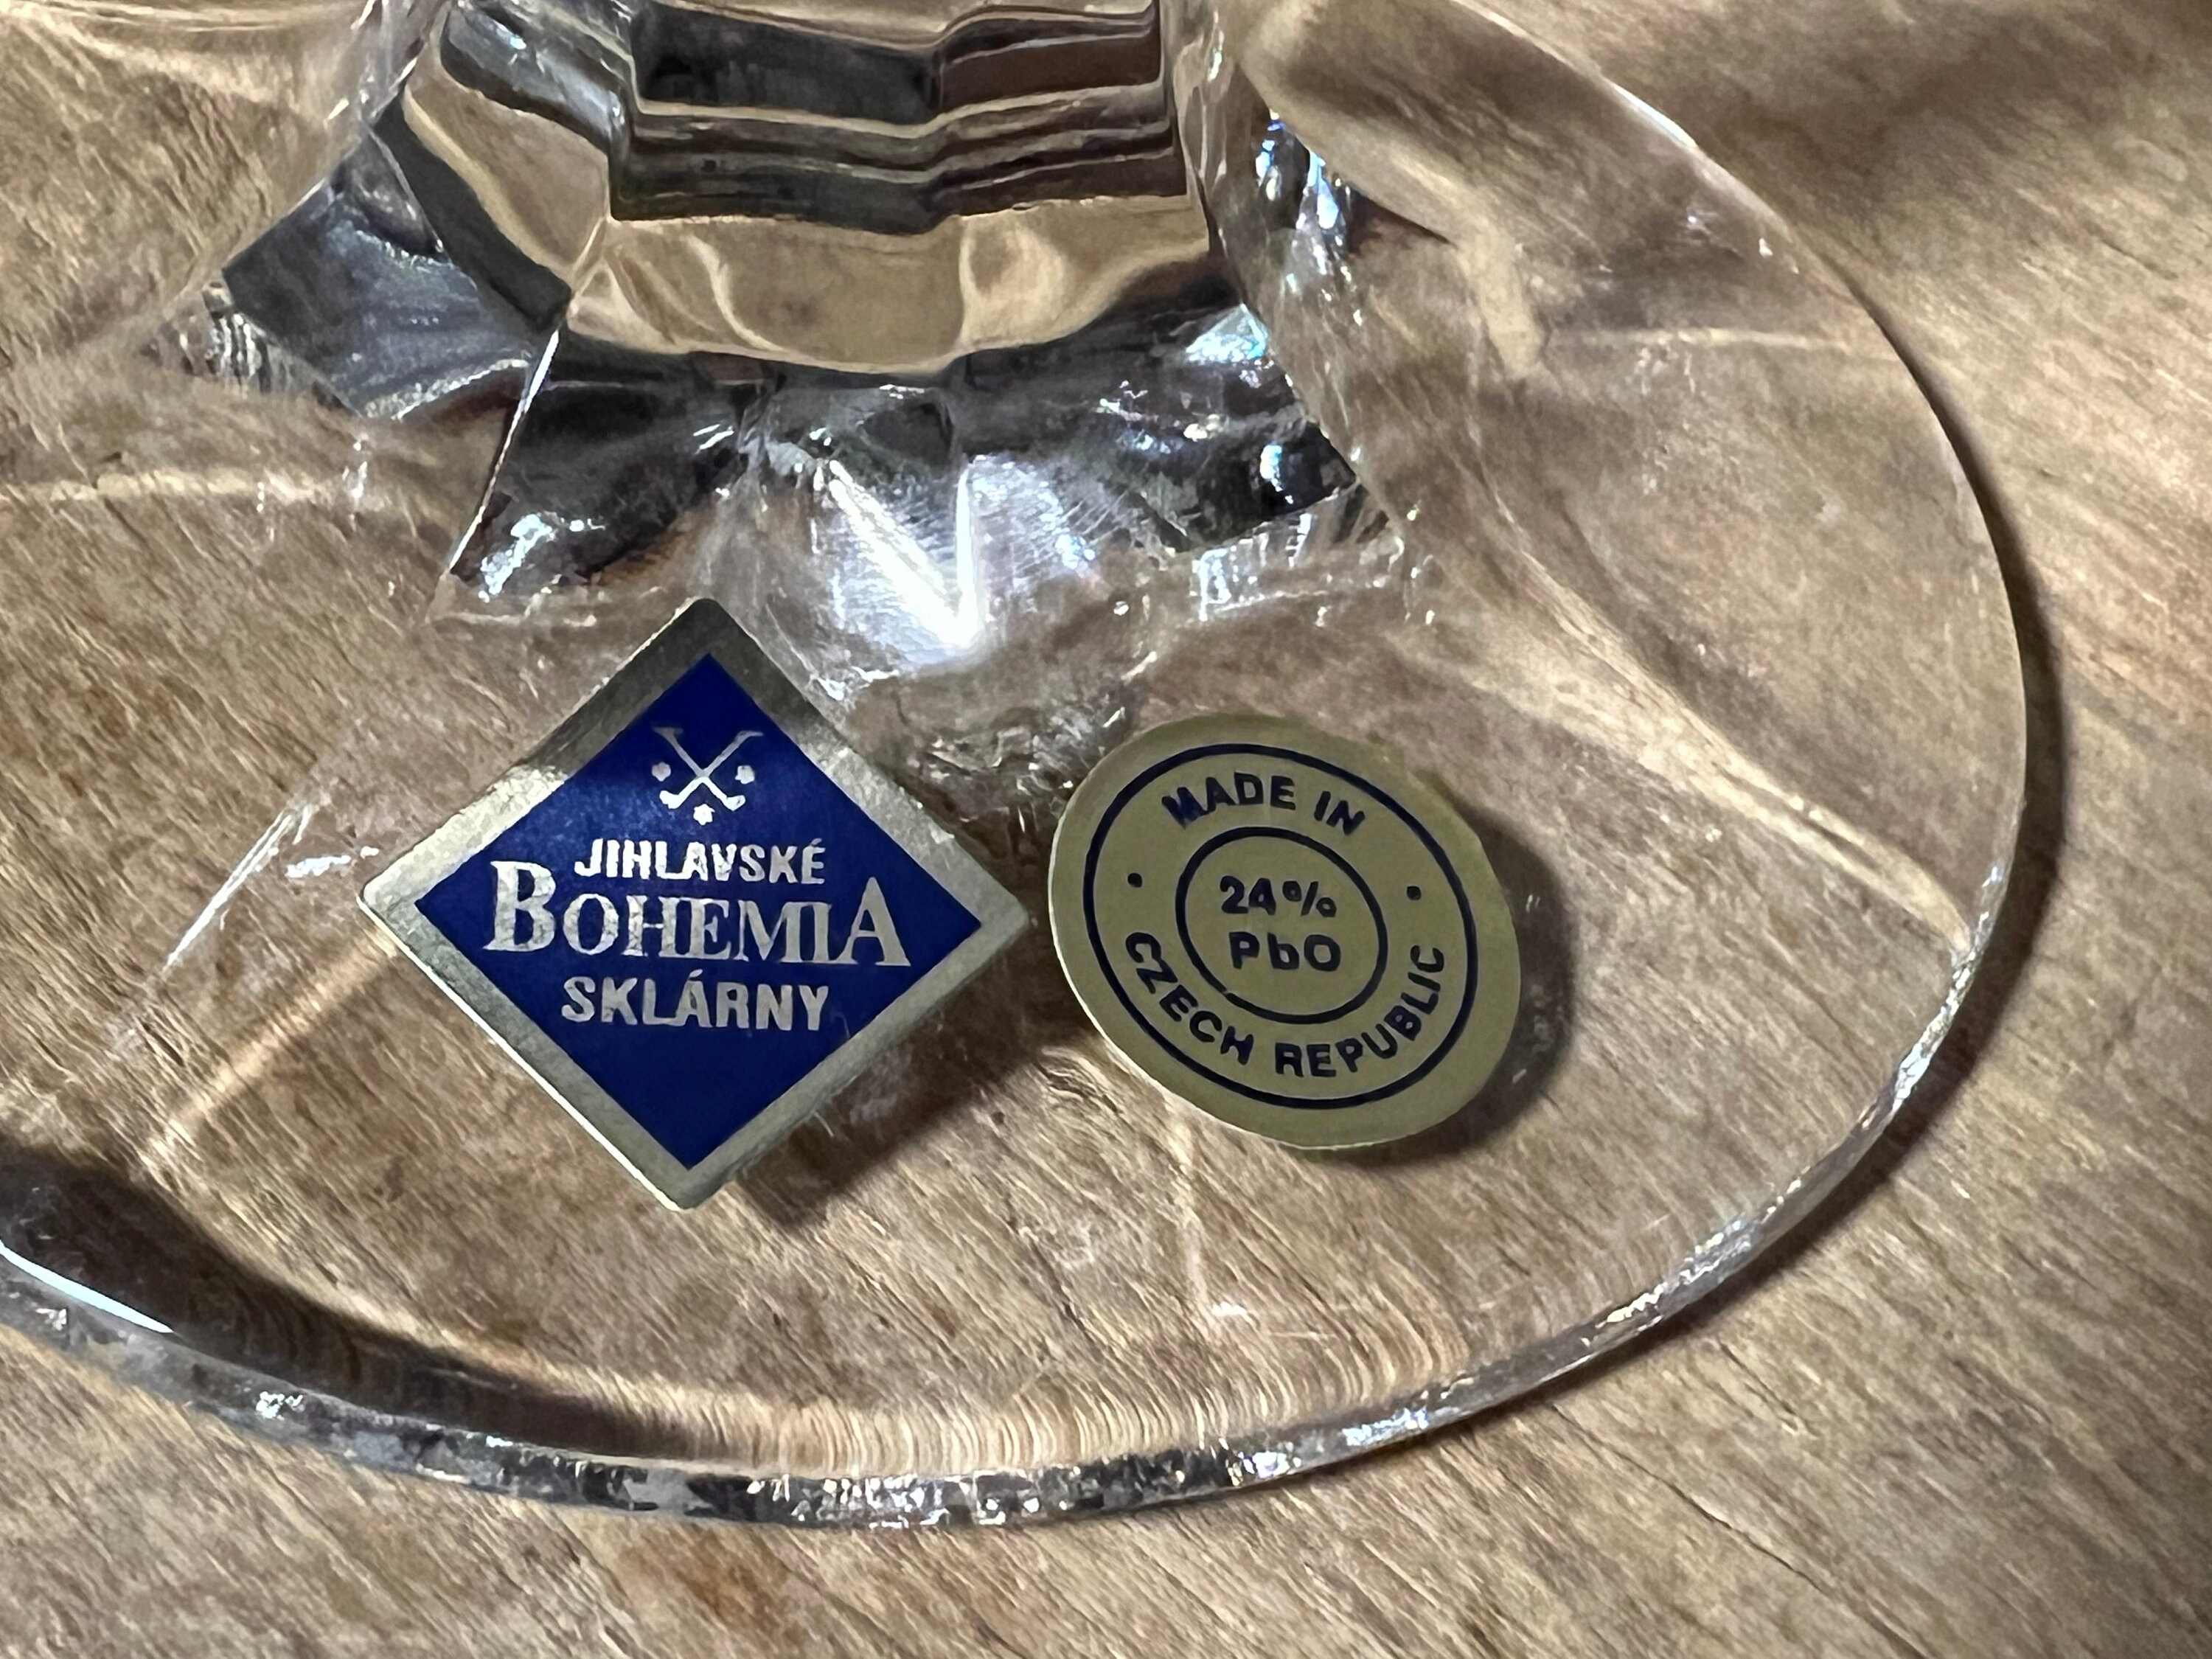 JIHLAVSKÉ
BOHEMIA
SKLÁRNY
MADE IN
24%
PbO
CZECH REPUBLIC